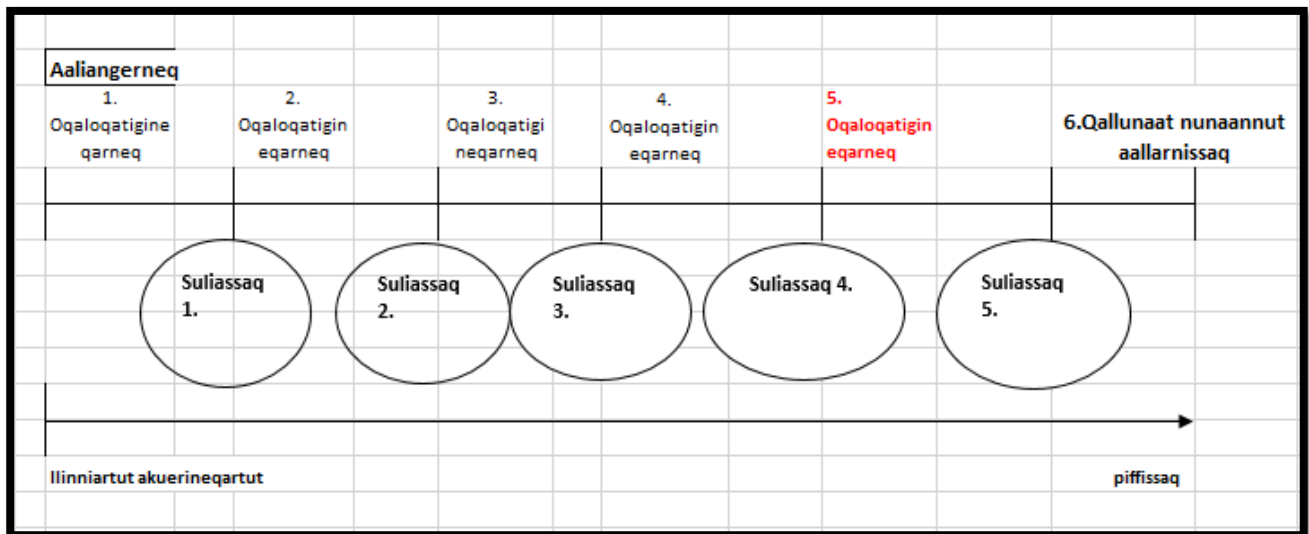 Aaliangerneq
1.
Oqaloqatigine
qarneq
2.
Oqaloqatigin
eqarneq
3.
Oqaloqatigi
neqarneq
4.
Oqaloqatigin
eqarneq
5.
Oqaloqatigin
eqarneq
6.Qallunaat nunaannut
aallarnissaq
Suliassaq
1.
Suliassaq
2.
Suliassaq
3.
Suliassaq 4.
Suliassaq
5.
Ilinniartut akuerineqartut
piffissaq